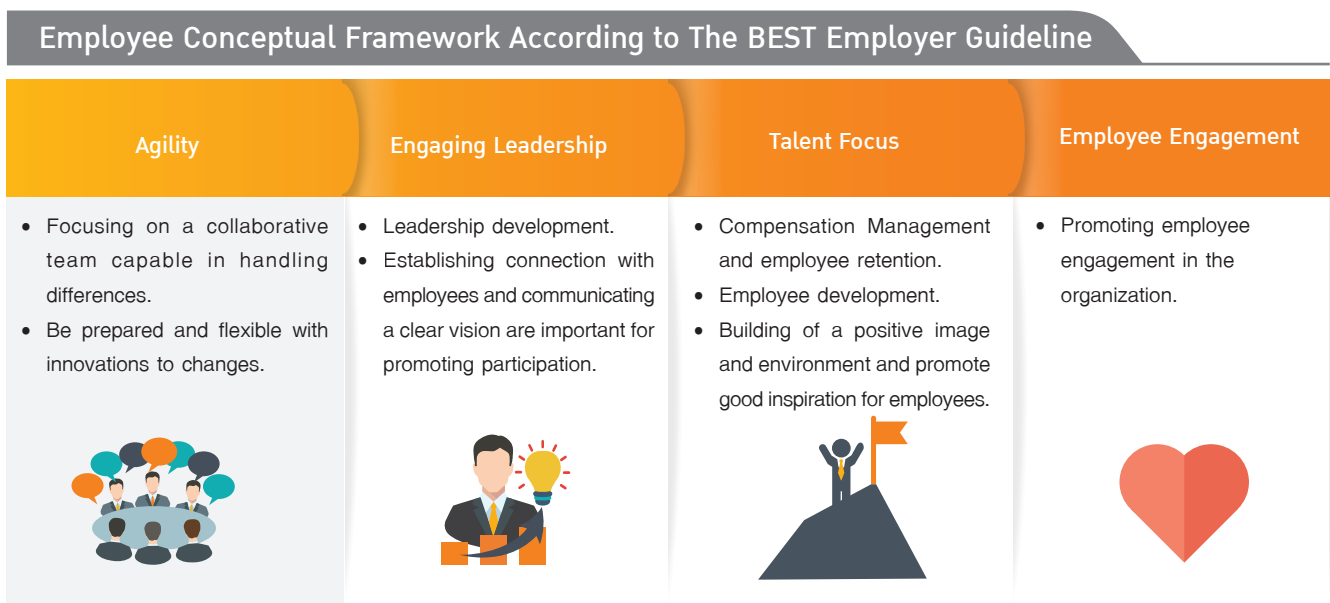 Employee Conceptual Framework According to The BEST Employer Guideline
Agility
• Focusing on a collaborative
team capable in handling
differences.
• Be prepared and flexible with
innovations to changes.
Engaging Leadership
• Leadership development.
• Establishing connection with
employees and communicating
a clear vision are important for
promoting participation.
Talent Focus
• Compensation Management
and employee retention.
• Employee development.
• Building of a positive image
and environment and promote
good inspiration for employees.
Employee Engagement
• Promoting employee
engagement in the
organization.